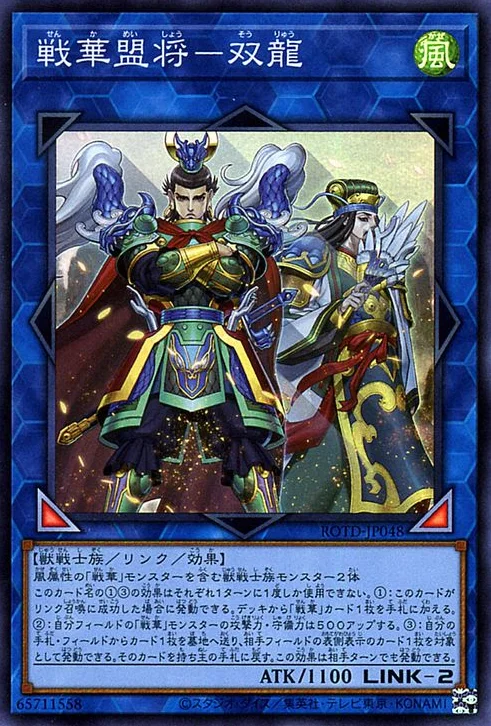 戦華盟将－双龍
風
ROTD-JP048
【獣戦士族／リンク／効果】
風属性の「戦華」モンスターを含む獣戦士族モンスター２体
このカード名の①③の効果はそれぞれ１ターンに１度しか使用できない。①：このカードが
リンク召喚に成功した場合に発動できる。デッキから「戦華」カード１枚を手札に加える。
②：自分フィールドのモンスターの攻撃力・守備力は５００アップする。③：自分の
手札・フィールドからカード１枚を墓地へ送り、相手フィールドの表側表示のカード１枚を対象
として発動できる。そのカードを持ち主の手札に戻す。この効果は相手ターンでも発動できる。
ATK/1100 LINK-2
65711558 ©スタジオ・ダイス／集英社・テレビ東京・KONAMI